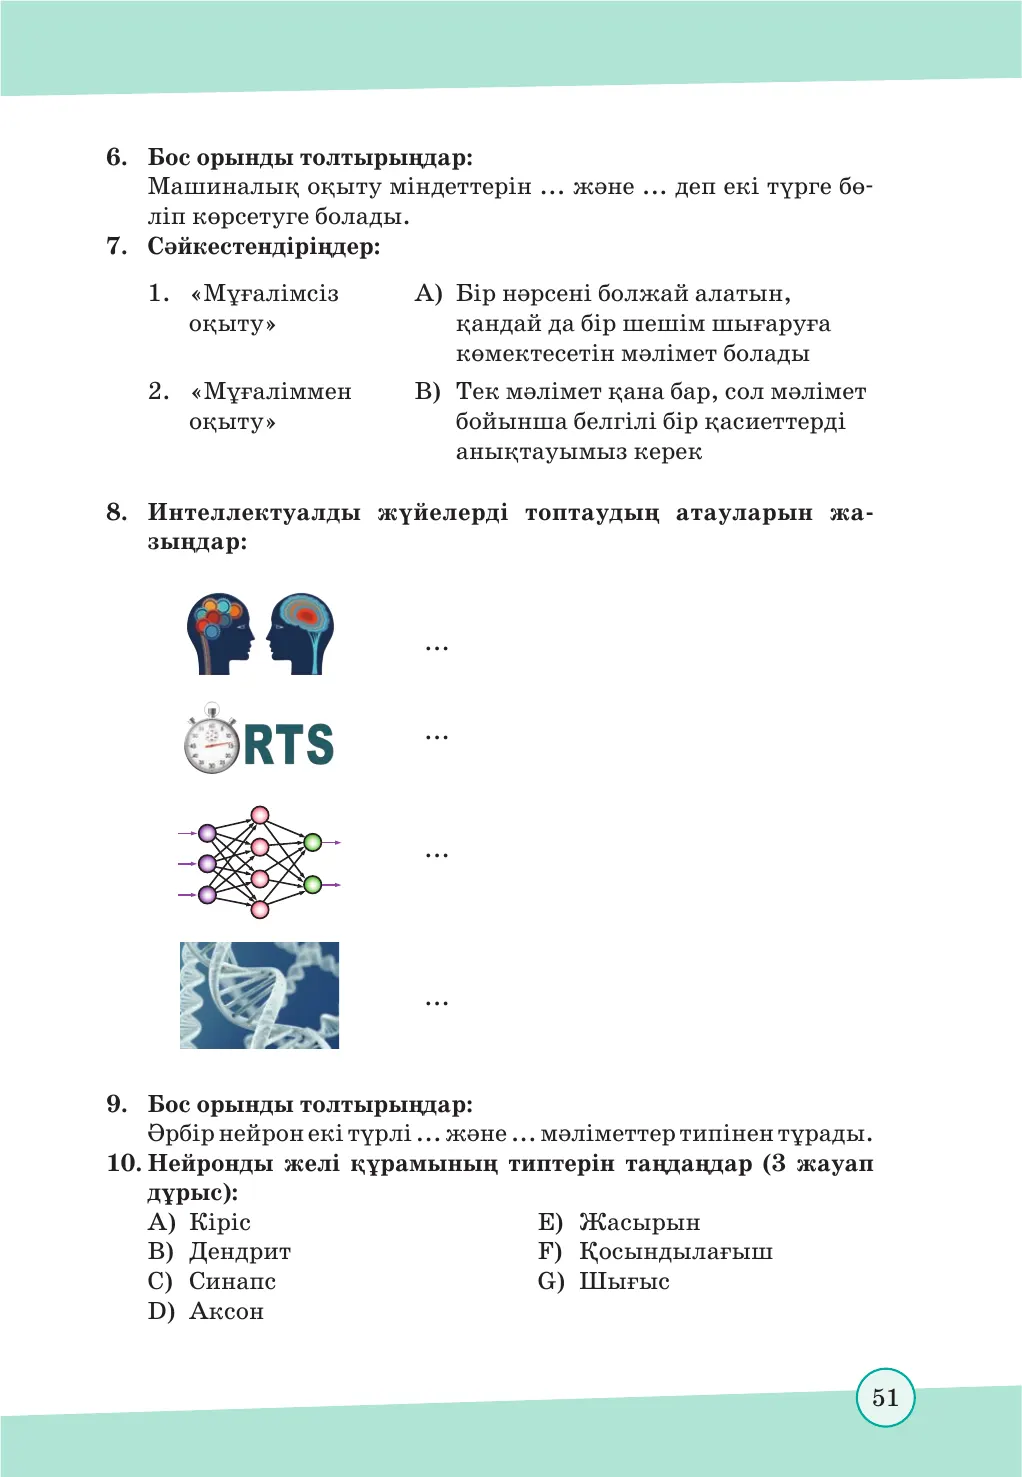 6. Бос орынды толтырыңдар:
Машиналық оқыту міндеттерін ... және ... деп екі түрге бө-
ліп көрсетуге болады.
7. Сәйкестендіріңдер:
1. «Мұғалімсіз
оқыту»
A) Бір нәрсені болжай алатын,
қандай да бір шешім шығаруға
көмектесетін мәлімет болады
2. «Мұғаліммен
оқыту»
B) Тек мәлімет қана бар, сол мәлімет
бойынша белгілі бір қасиеттерді
анықтауымыз керек
8. Интеллектуалды жүйелерді топтаудың атауларын жа-
зыңдар:
...
RTS
...
...
...
9. Бос орынды толтырыңдар:
Әрбір нейрон екі түрлі ... және ... мәліметтер типінен тұрады.
10. Нейронды желі құрамының типтерін таңдаңдар (3 жауап
дұрыс):
A) Кіріс
B) Дендрит
C) Синапс
D) Аксон
E) Жасырын
F) Қосындылағыш
G) Шығыс
51